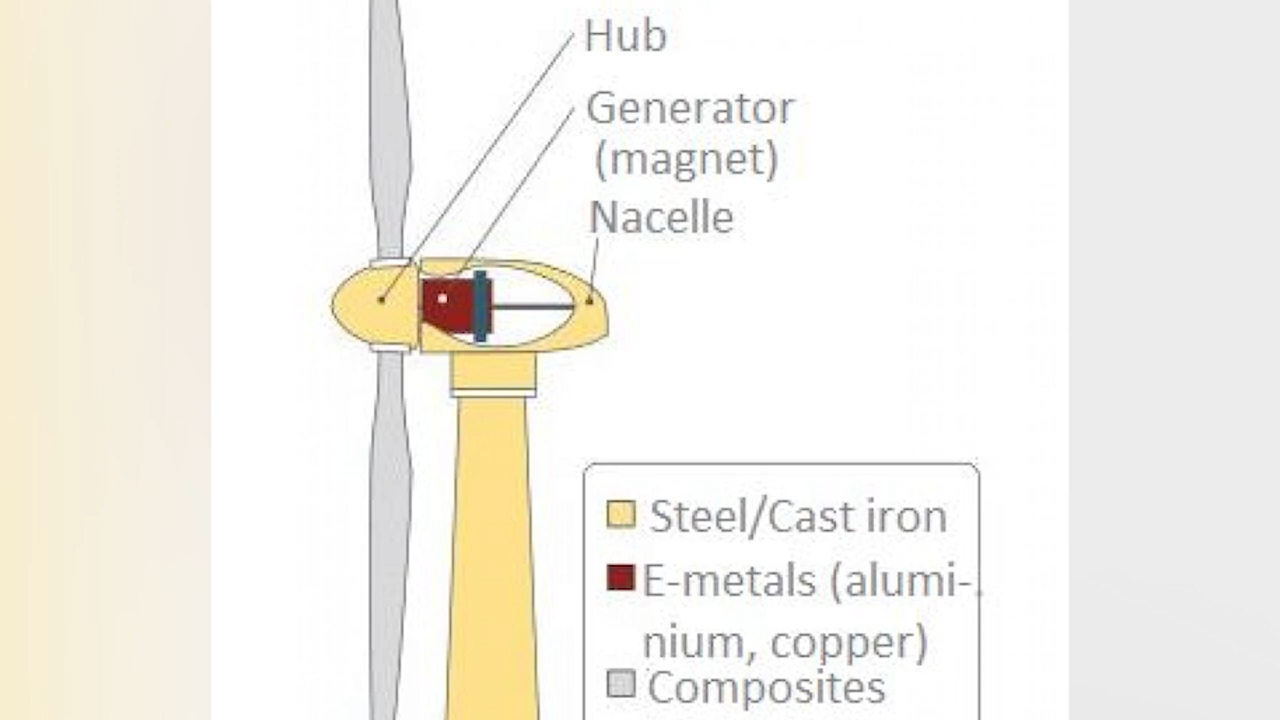 Hub
Generator
(magnet)
Nacelle
Steel/Cast iron
E-metals (alumi-.
nium, copper)
Composites